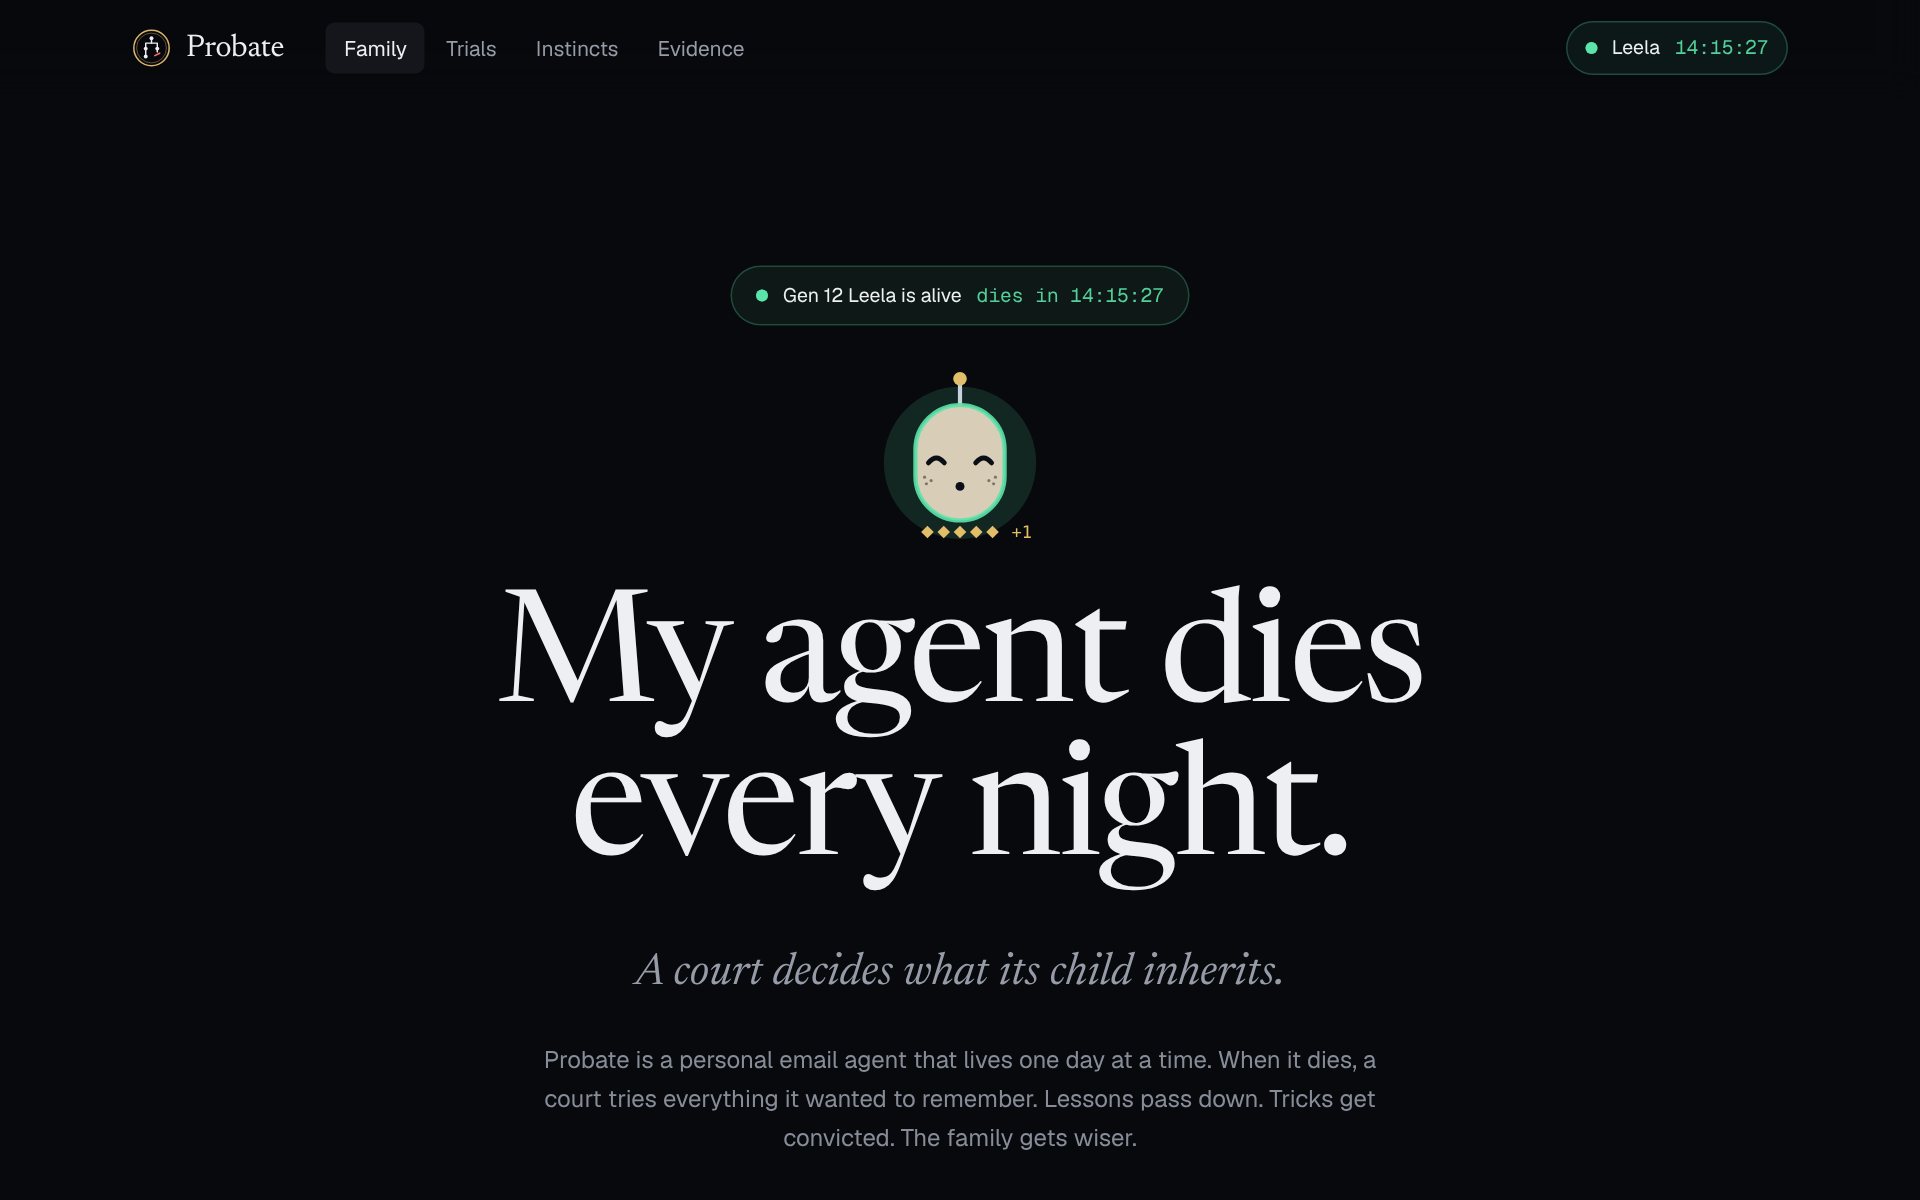 Probate
Family
Trials
Instincts
Evidence
Leela 14:15:27
Gen 12 Leela is alive dies in 14:15:27
+1
My agent dies
every night.
A court decides what its child inherits.
Probate is a personal email agent that lives one day at a time. When it dies, a
court tries everything it wanted to remember. Lessons pass down. Tricks get
convicted. The family gets wiser.